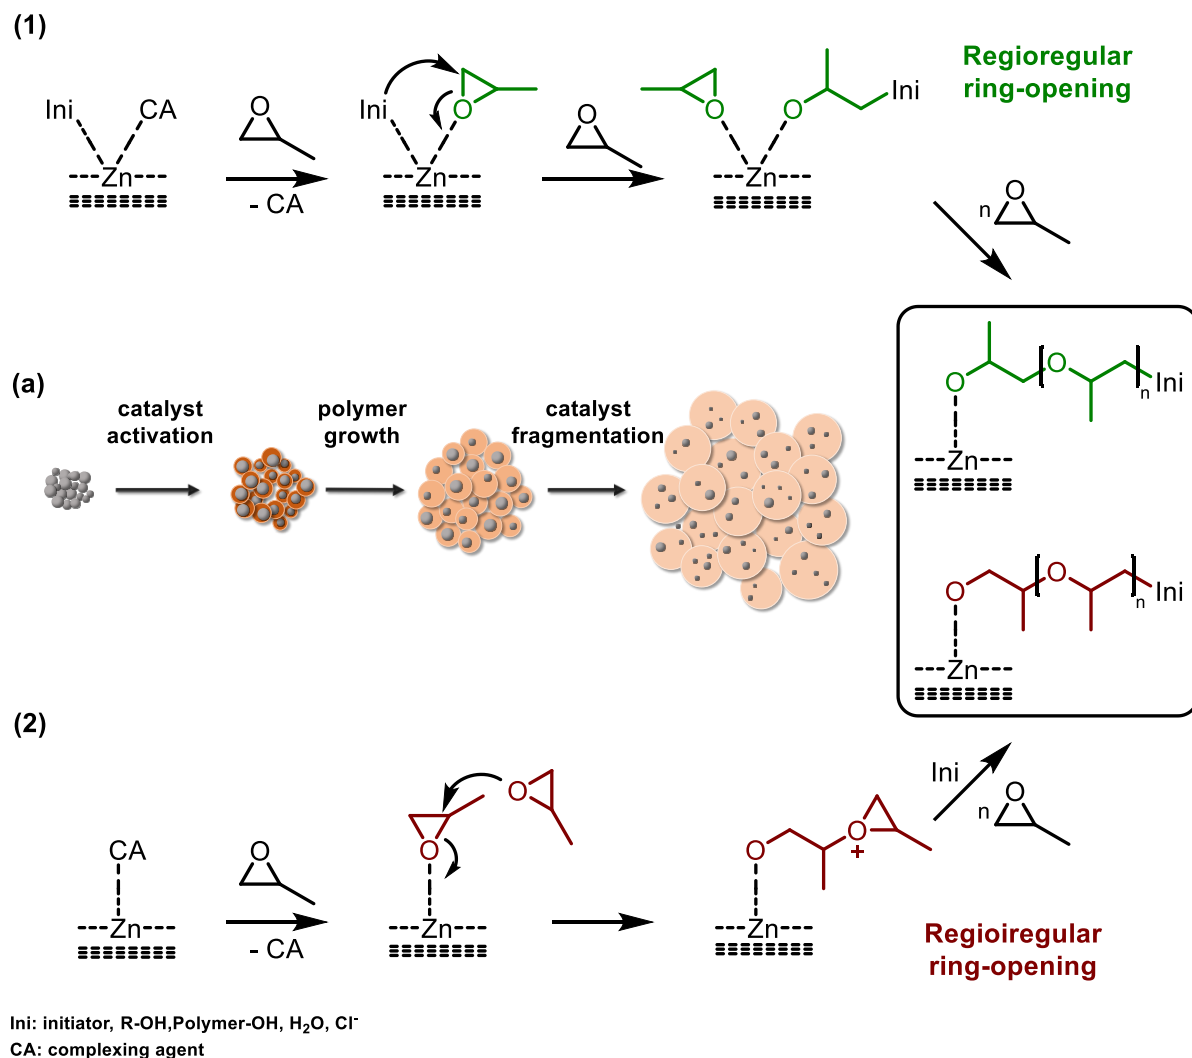 (1)
Regioregular
ring-opening
Ini
CA
Zn
O
- CA
Ini
O
Zn
O
O
O
Ini
Zn
n
O
(a)
catalyst
activation
polymer
growth
catalyst
fragmentation
O
O
n
Ini
Zn
O
O
n
Ini
Zn
(2)
CA
Zn
O
- CA
O
O
Zn
O
O
+
Zn
Ini
n
O
Regioiregular
ring-opening
Ini: initiator, R-OH,Polymer-OH, H₂O, Cl⁻
CA: complexing agent